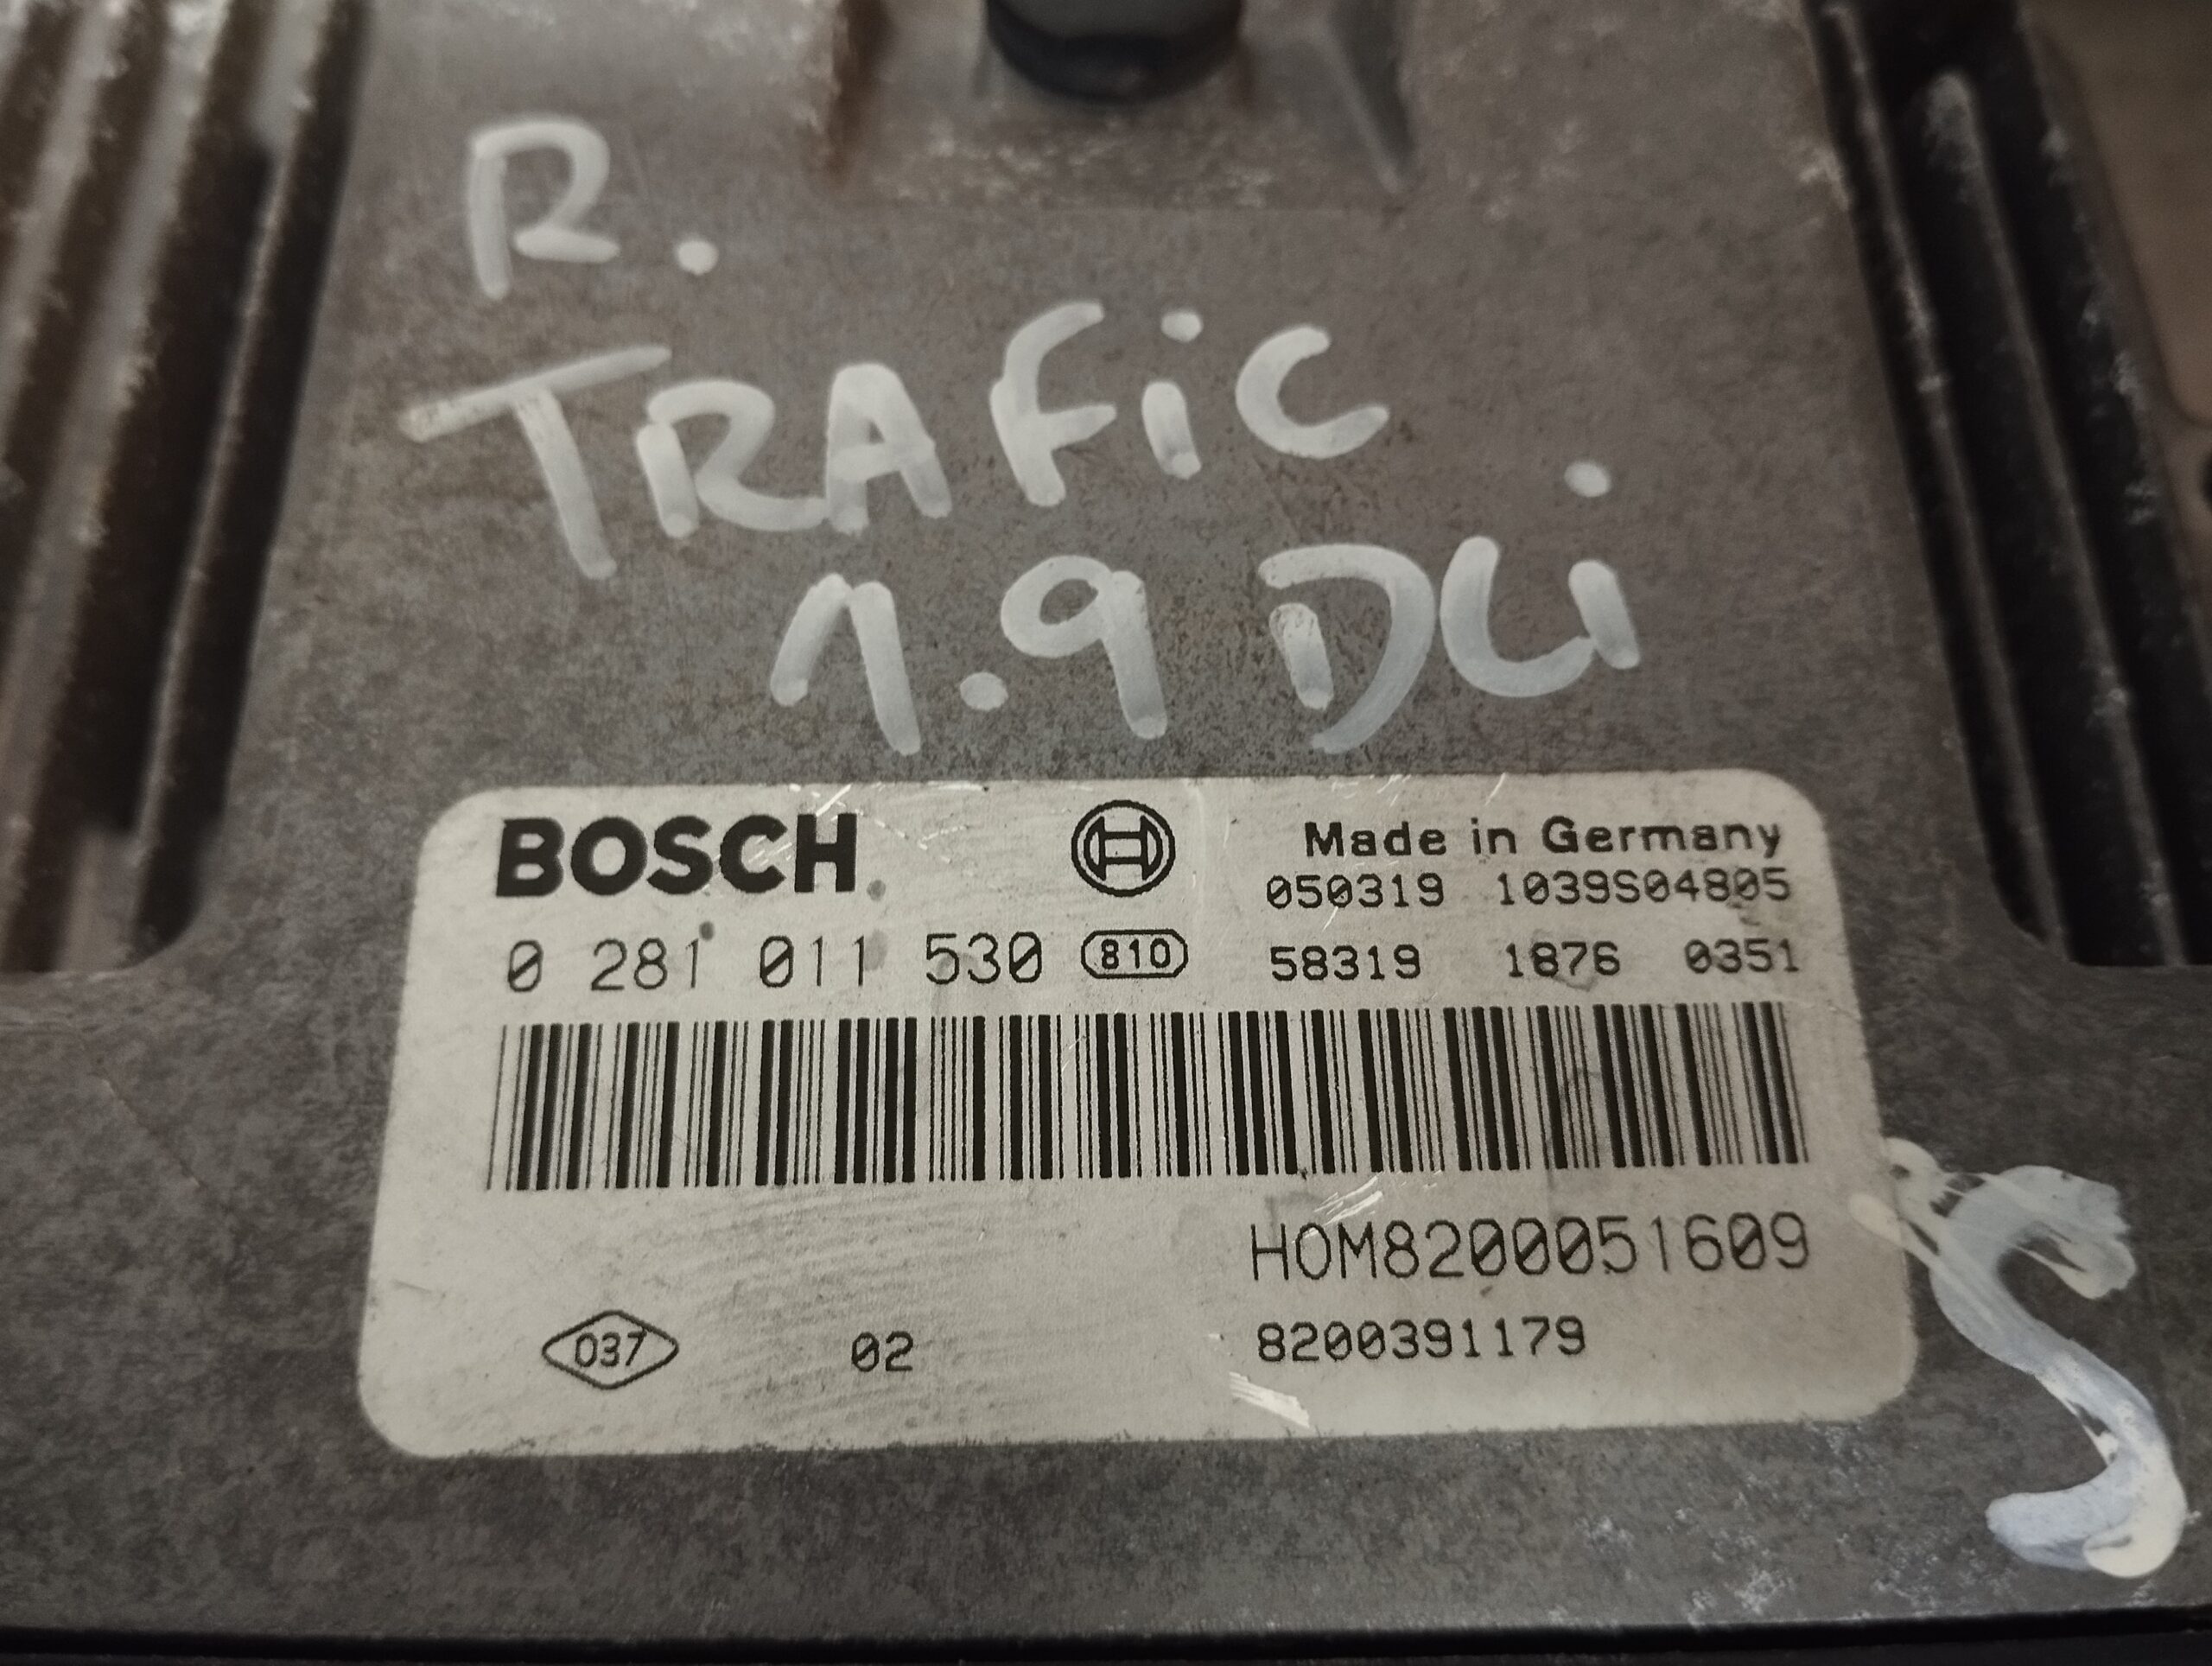 R.
TRAFiC
1.9 DCi
BOSCH
Made in Germany
050319 1039S04805
0 281 011 530 810 58319 1876 0351
HOM8200051609
037 02 8200391179
S